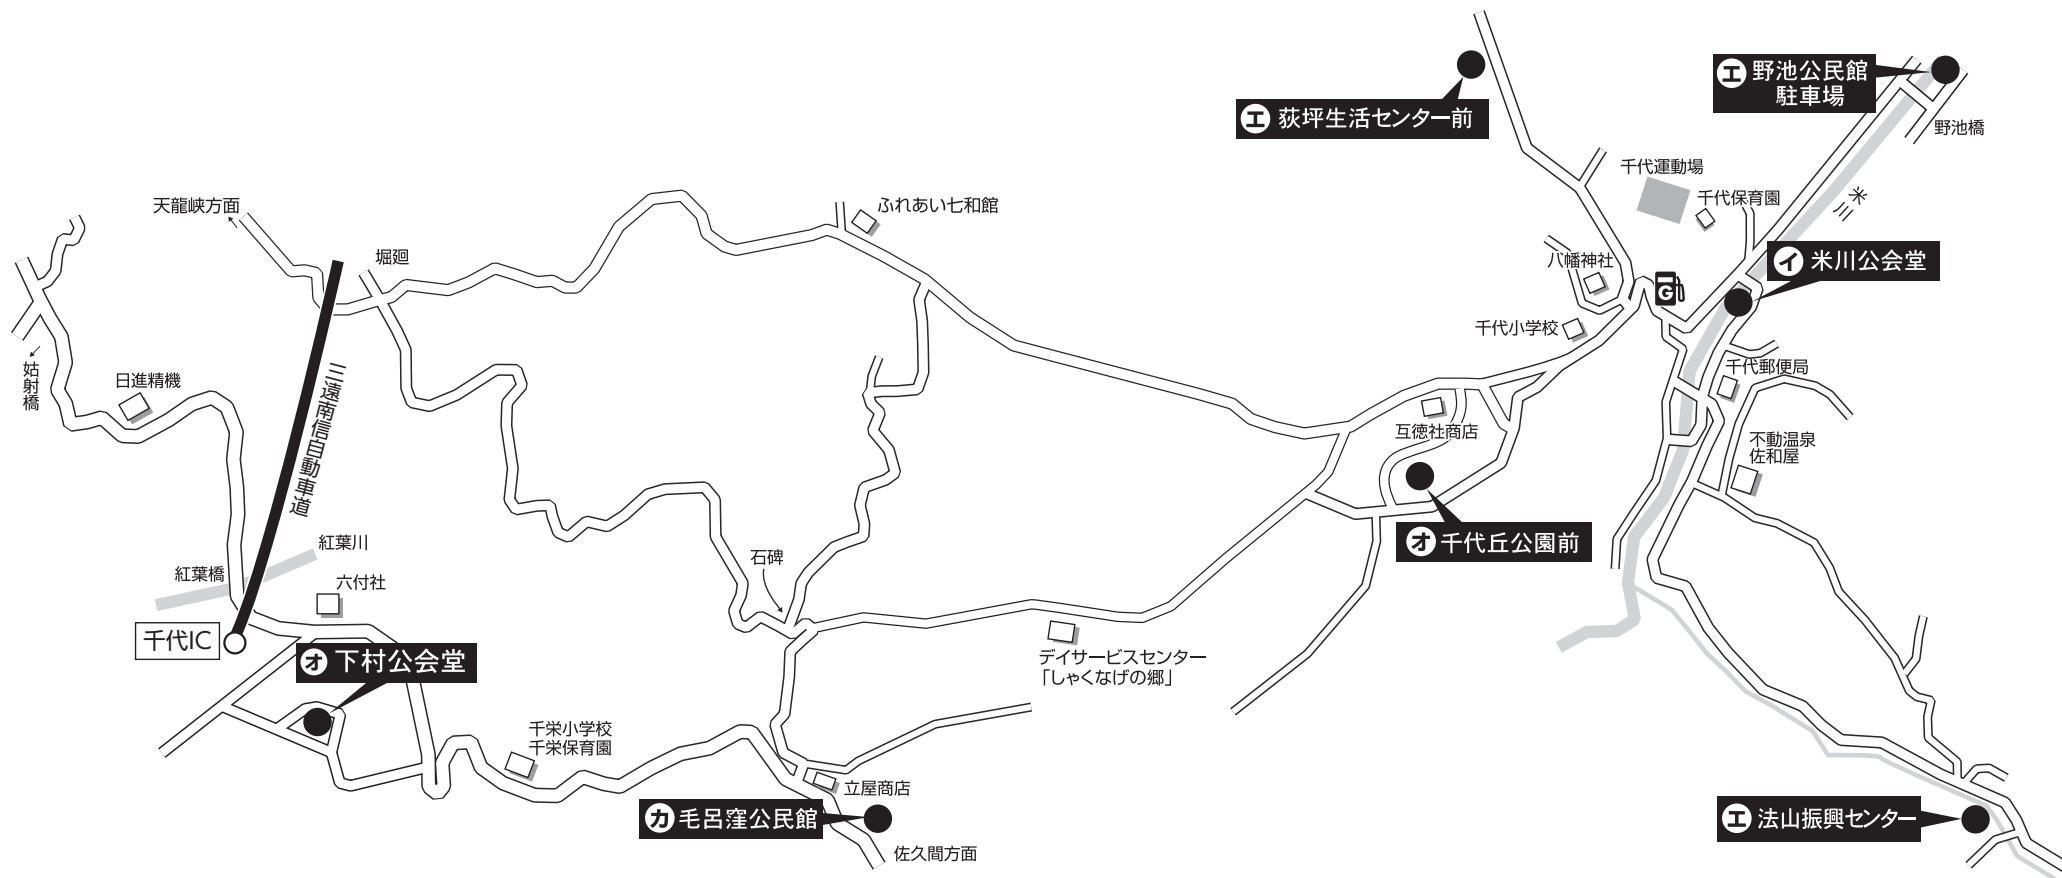 エ 野池公民館
駐車場
野池橋
エ 荻坪生活センター前
千代運動場
千代保育園
米川
天龍峡方面
ふれあい七和館
堀廻
八幡神社
イ 米川公会堂
G
千代小学校
千代郵便局
姑射橋
日進精機
三遠南信自動車道
互徳社商店
不動温泉
佐和屋
オ 千代丘公園前
紅葉川
紅葉橋
六付社
石碑
千代IC
オ 下村公会堂
デイサービスセンター
「しゃくなげの郷」
千栄小学校
千栄保育園
立屋商店
カ 毛呂窪公民館
エ 法山振興センター
佐久間方面